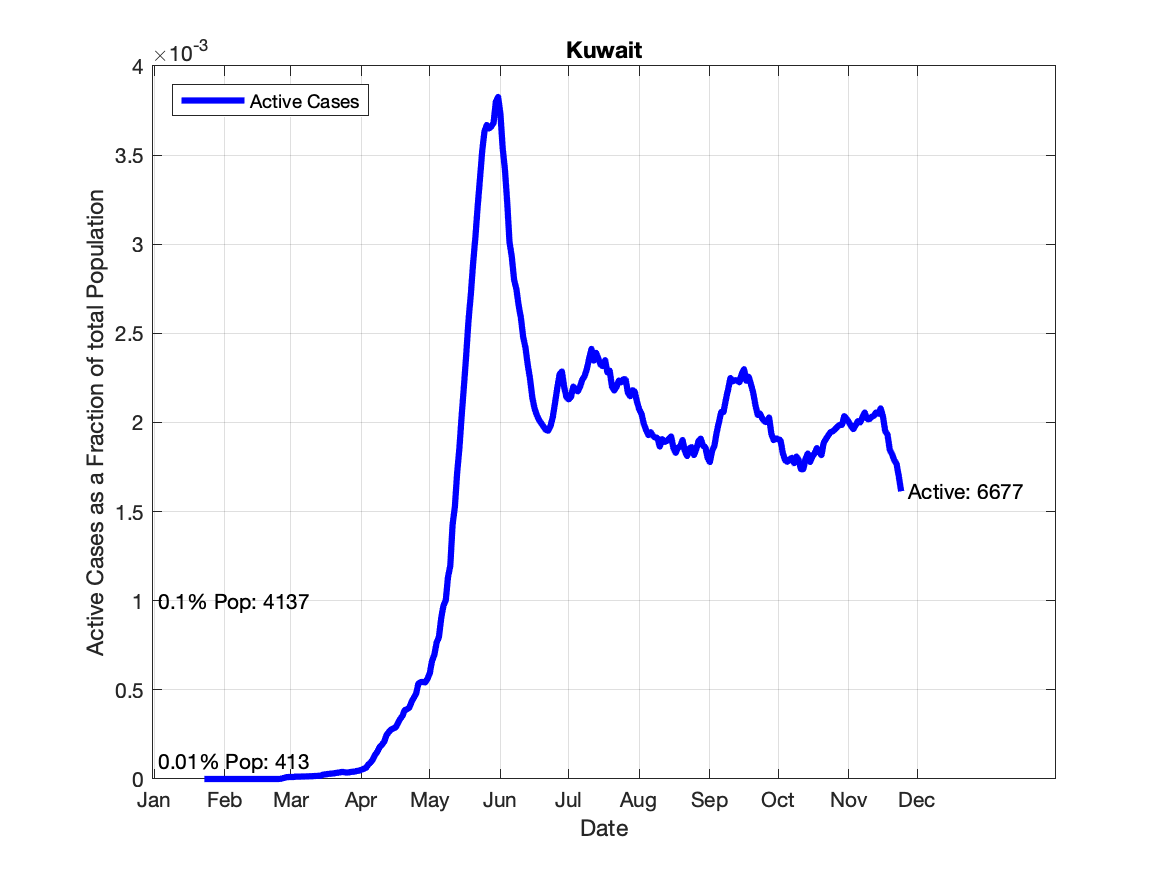 Kuwait
×10⁻³
Active Cases
4
3.5
3
2.5
2
1.5
1
0.5
0
Active Cases as a Fraction of total Population
Active: 6677
0.1% Pop: 4137
0.01% Pop: 413
Jan Feb Mar Apr May Jun Jul Aug Sep Oct Nov Dec
Date